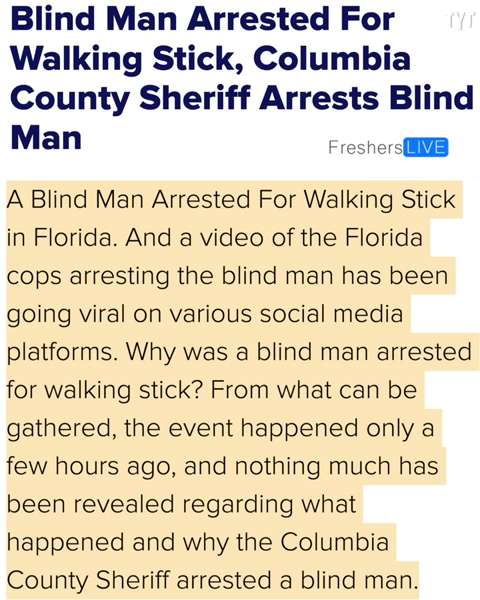 Blind Man Arrested For
TYT
Walking Stick, Columbia
County Sheriff Arrests Blind
Man
FreshersLIVE
A Blind Man Arrested For Walking Stick
in Florida. And a video of the Florida
cops arresting the blind man has been
going viral on various social media
platforms. Why was a blind man arrested
for walking stick? From what can be
gathered, the event happened only a
few hours ago, and nothing much has
been revealed regarding what
happened and why the Columbia
County Sheriff arrested a blind man.